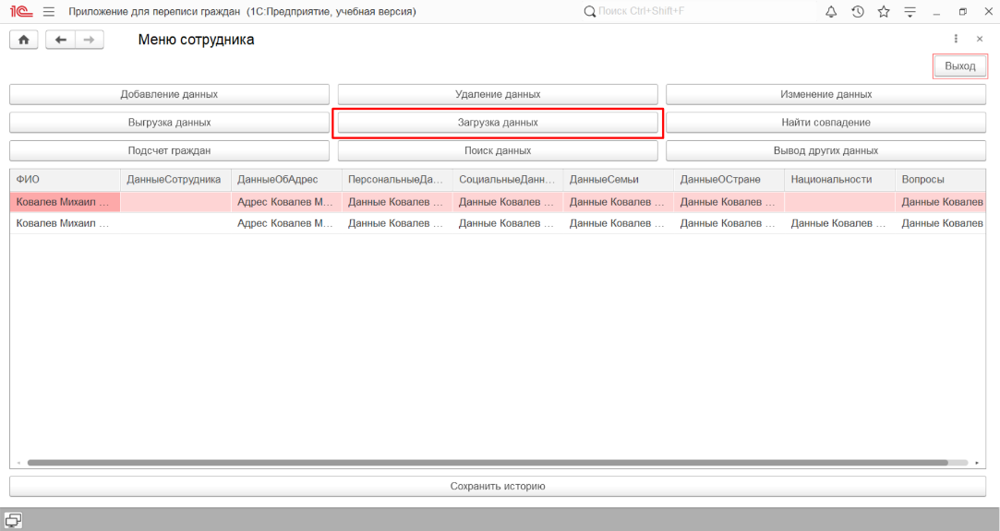 1С Приложение для переписи граждан (1С:Предприятие, учебная версия) Поиск Ctrl+Shift+F
Меню сотрудника
Выход
Добавление данных Удаление данных Изменение данных
Выгрузка данных Загрузка данных Найти совпадение
Подсчет граждан Поиск данных Вывод других данных
ФИО ДанныеСотрудника ДанныеОбАдрес ПерсональныеДа... СоциальныеДанн... ДанныеСемьи ДанныеОСтране Национальности Вопросы
Ковалев Михаил ... Адрес Ковалев М... Данные Ковалев ... Данные Ковалев ... Данные Ковалев ... Данные Ковалев ... Данные Ковалев
Ковалев Михаил ... Адрес Ковалев М... Данные Ковалев ... Данные Ковалев ... Данные Ковалев ... Данные Ковалев ... Данные Ковалев ... Данные Ковалев
Сохранить историю